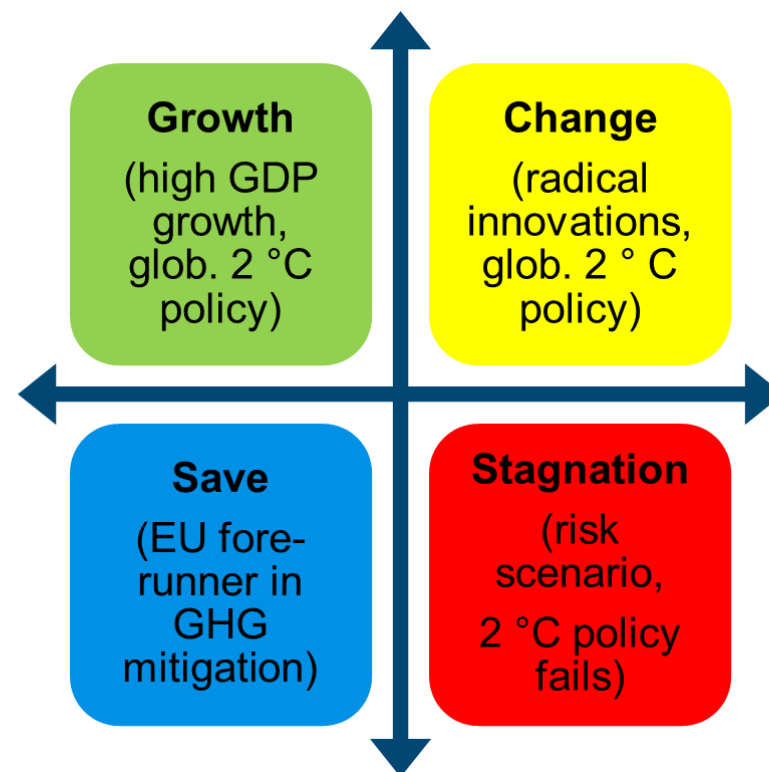 Growth
(high GDP
growth,
glob. 2 °C
policy)
Change
(radical
innovations,
glob. 2 ° C
policy)
Save
(EU fore-
runner in
GHG
mitigation)
Stagnation
(risk
scenario,
2 °C policy
fails)